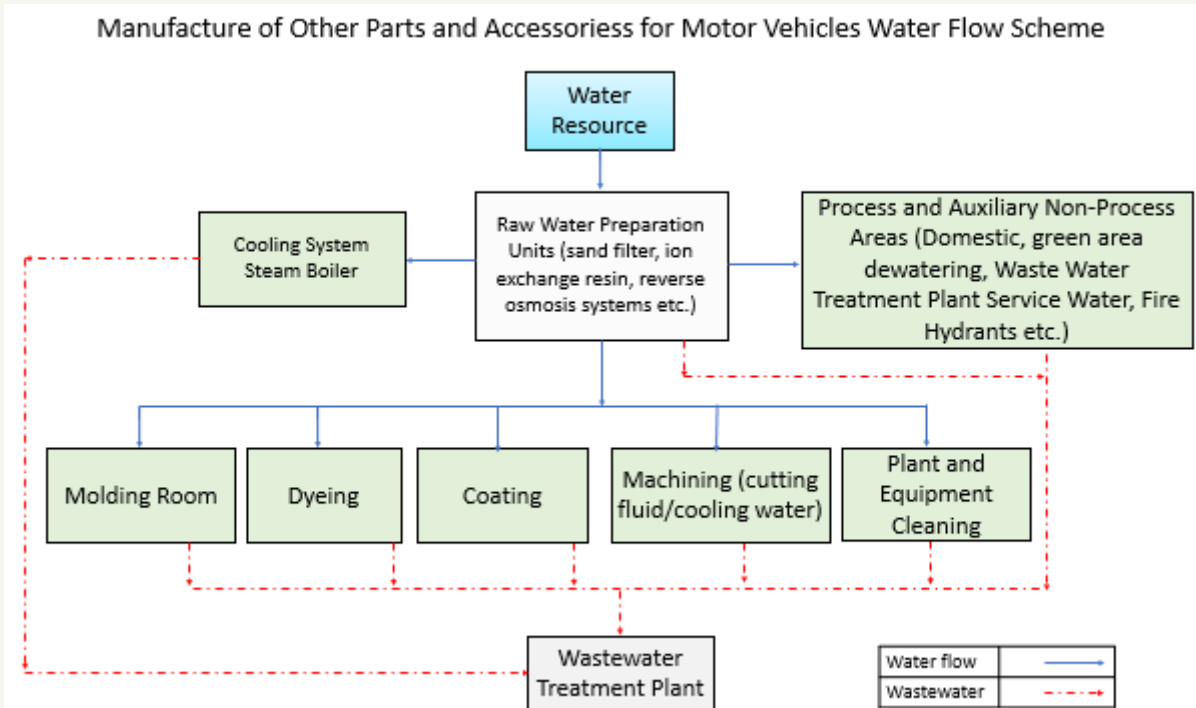 Manufacture of Other Parts and Accessoriess for Motor Vehicles Water Flow Scheme
Water
Resource
Cooling System
Steam Boiler
Raw Water Preparation
Units (sand filter, ion
exchange resin, reverse
osmosis systems etc.)
Process and Auxiliary Non-Process
Areas (Domestic, green area
dewatering, Waste Water
Treatment Plant Service Water, Fire
Hydrants etc.)
Molding Room
Dyeing
Coating
Machining (cutting
fluid/cooling water)
Plant and
Equipment
Cleaning
Wastewater
Treatment Plant
Water flow
Wastewater